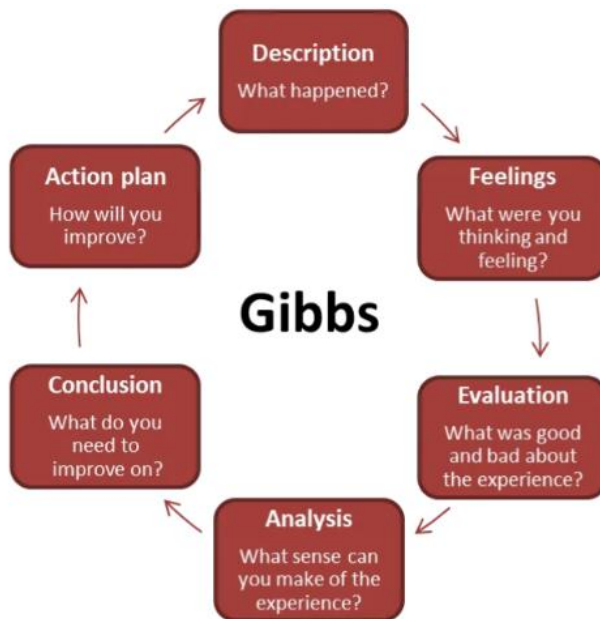 Description
What happened?
Feelings
What were you
thinking and
feeling?
Evaluation
What was good
and bad about
the experience?
Analysis
What sense can
you make of the
experience?
Conclusion
What do you
need to
improve on?
Action plan
How will you
improve?
Gibbs